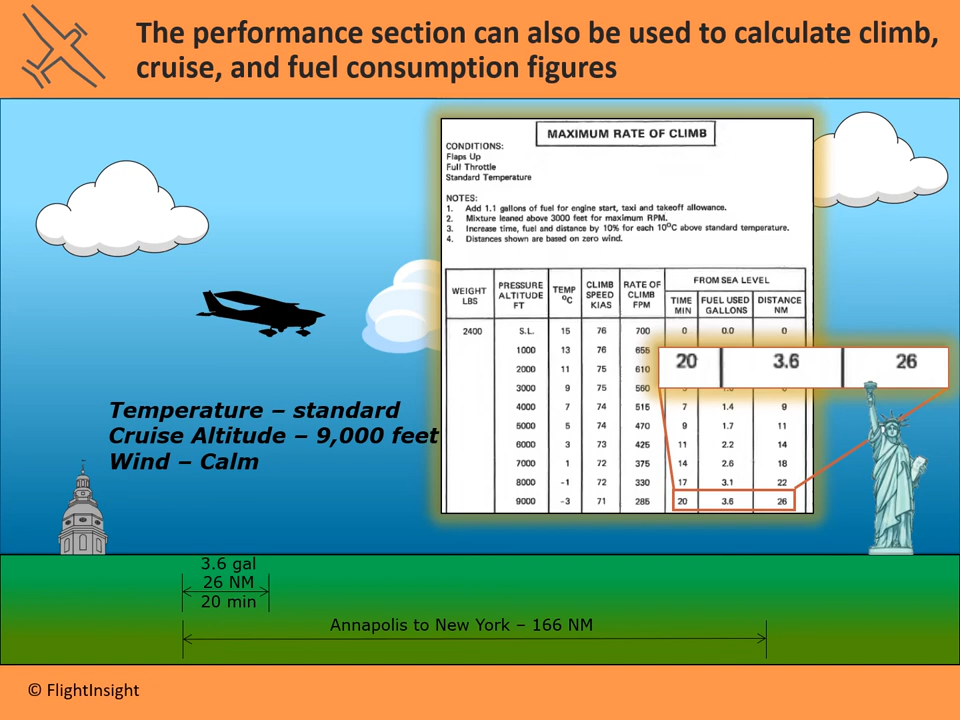 The performance section can also be used to calculate climb,
cruise, and fuel consumption figures
MAXIMUM RATE OF CLIMB
CONDITIONS:
Flaps Up
Full Throttle
Standard Temperature
NOTES:
1. Add 1.1 gallons of fuel for engine start, taxi and takeoff allowance.
2. Mixture leaned above 3000 feet for maximum RPM.
3. Increase time, fuel and distance by 10% for each 10°C above standard temperature.
4. Distances shown are based on zero wind.
WEIGHT LBS PRESSURE ALTITUDE FT TEMP °C CLIMB SPEED KIAS RATE OF CLIMB FPM FROM SEA LEVEL
TIME MIN FUEL USED GALLONS DISTANCE NM
2400 S.L. 15 76 700 0 0.0 0
1000 13 76 655
20 3.6 26
2000 11 75 610
3000 9 75 560
4000 7 74 515 7 1.4 9
5000 5 74 470 9 1.7 11
6000 3 73 425 11 2.2 14
7000 1 72 375 14 2.6 18
8000 -1 72 330 17 3.1 22
9000 -3 71 285 20 3.6 26
Temperature – standard
Cruise Altitude – 9,000 feet
Wind – Calm
3.6 gal
26 NM
20 min
Annapolis to New York – 166 NM
© FlightInsight